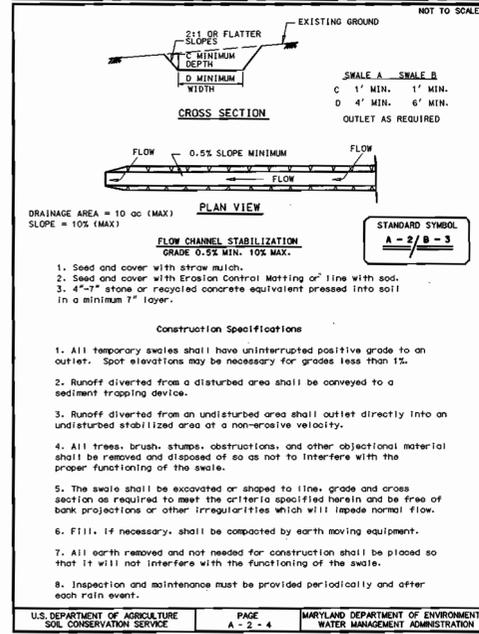 NOT TO SCALE
EXISTING GROUND
2:1 OR FLATTER
SLOPES
C MINIMUM
DEPTH
D MINIMUM
WIDTH
CROSS SECTION
SWALE A SWALE B
C 1' MIN. 1' MIN.
D 4' MIN. 6' MIN.
OUTLET AS REQUIRED
FLOW
0.5% SLOPE MINIMUM
FLOW
FLOW
PLAN VIEW
DRAINAGE AREA = 10 ac (MAX)
SLOPE = 10% (MAX)
STANDARD SYMBOL
A - 2 / B - 3
FLOW CHANNEL STABILIZATION
GRADE 0.5% MIN. 10% MAX.
1. Seed and cover with straw mulch.
2. Seed and cover with Erosion Control Matting or line with sod.
3. 4"-7" stone or recycled concrete equivalent pressed into soil
in a minimum 7" layer.
Construction Specifications
1. All temporary swales shall have uninterrupted positive grade to an
outlet. Spot elevations may be necessary for grades less than 1%.
2. Runoff diverted from a disturbed area shall be conveyed to a
sediment trapping device.
3. Runoff diverted from an undisturbed area shall outlet directly into an
undisturbed stabilized area at a non-erosive velocity.
4. All trees, brush, stumps, obstructions, and other objectional material
shall be removed and disposed of so as not to interfere with the
proper functioning of the swale.
5. The swale shall be excavated or shaped to line, grade and cross
section as required to meet the criteria specified herein and be free of
bank projections or other irregularities which will impede normal flow.
6. Fill, if necessary, shall be compacted by earth moving equipment.
7. All earth removed and not needed for construction shall be placed so
that it will not interfere with the functioning of the swale.
8. Inspection and maintenance must be provided periodically and after
each rain event.
U.S. DEPARTMENT OF AGRICULTURE
SOIL CONSERVATION SERVICE
PAGE
A - 2 - 4
MARYLAND DEPARTMENT OF ENVIRONMENT
WATER MANAGEMENT ADMINISTRATION